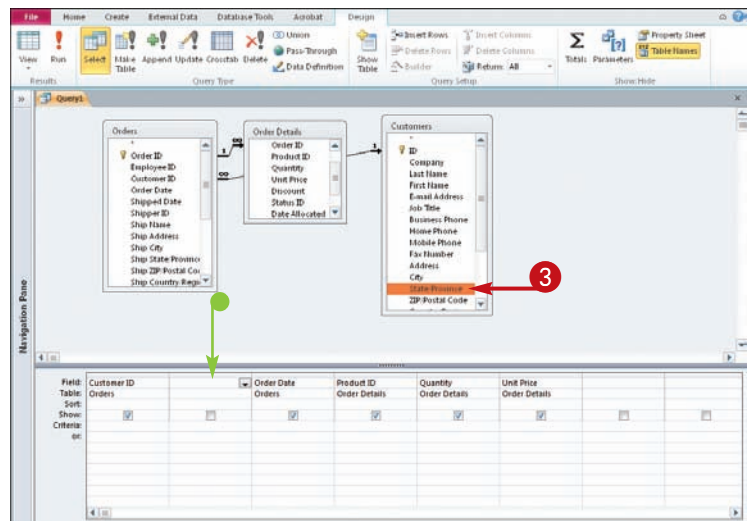 File Home Create External Data Database Tools Acrobat Design
View Run Select Make Table Append Update Crosstab Delete
Union
Pass-Through
Data Definition
Show Table
Insert Rows
Delete Rows
Builder
Insert Columns
Delete Columns
Return: All
Totals Parameters
Property Sheet
Table Names
Results Query Type Query Setup Show/Hide
» Query1 ×
Navigation Pane
Orders
*
Order ID
Employee ID
Customer ID
Order Date
Shipped Date
Shipper ID
Ship Name
Ship Address
Ship City
Ship State/Province
Ship ZIP/Postal Co
Ship Country/Regi
1 ∞
∞
Order Details
Order ID
Product ID
Quantity
Unit Price
Discount
Status ID
Date Allocated
1
Customers
*
ID
Company
Last Name
First Name
E-mail Address
Job Title
Business Phone
Home Phone
Mobile Phone
Fax Number
Address
City
State/Province
ZIP/Postal Code
3
Field: Customer ID Order Date Product ID Quantity Unit Price
Table: Orders Orders Order Details Order Details Order Details
Sort:
Show:
Criteria:
or: